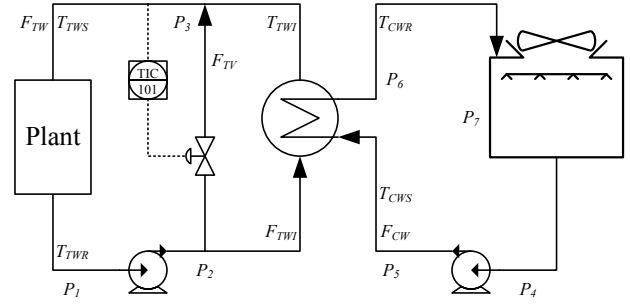 F_TW T_TWS
P_3
T_TWI
T_CWR
F_TV
TIC
101
P_6
P_7
Plant
T_CWS
T_TWR
F_TWI
F_CW
P_1
P_2
P_5
P_4